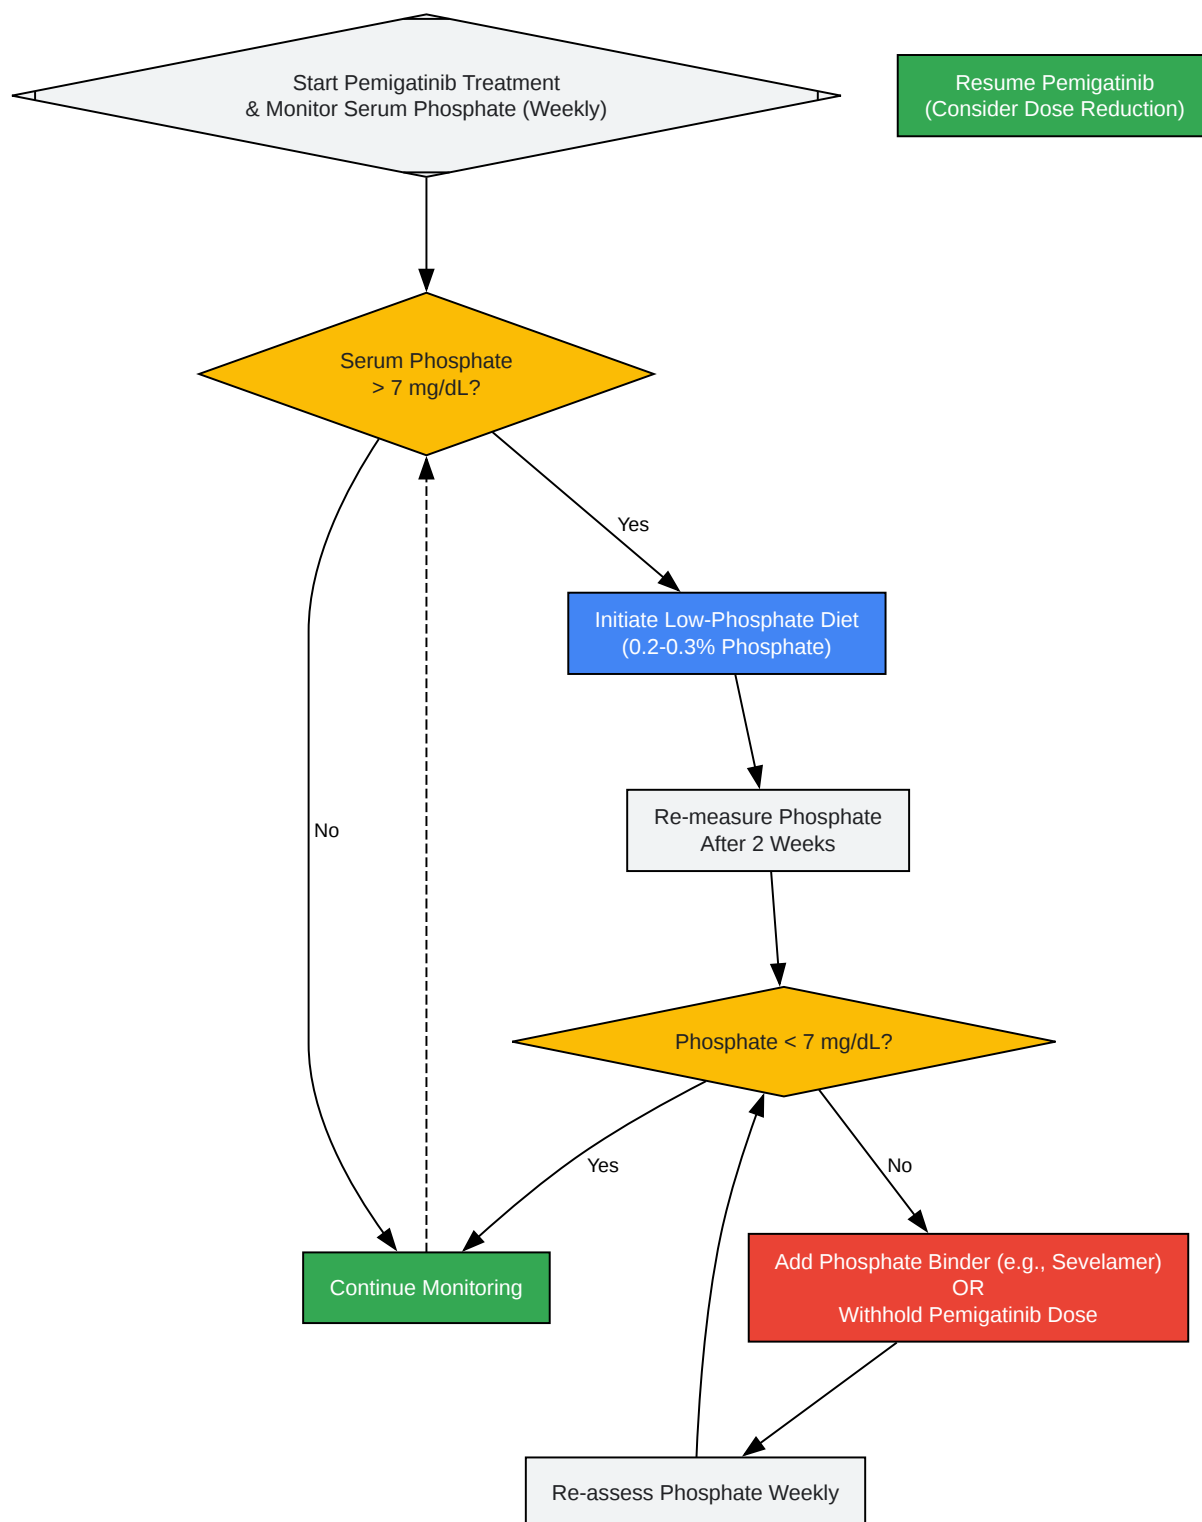 Start Pemigatinib Treatment
& Monitor Serum Phosphate (Weekly)
Resume Pemigatinib
(Consider Dose Reduction)
Serum Phosphate
> 7 mg/dL?
Yes
Initiate Low-Phosphate Diet
(0.2-0.3% Phosphate)
No
Re-measure Phosphate
After 2 Weeks
Phosphate < 7 mg/dL?
Yes
No
Continue Monitoring
Add Phosphate Binder (e.g., Sevelamer)
OR
Withhold Pemigatinib Dose
Re-assess Phosphate Weekly